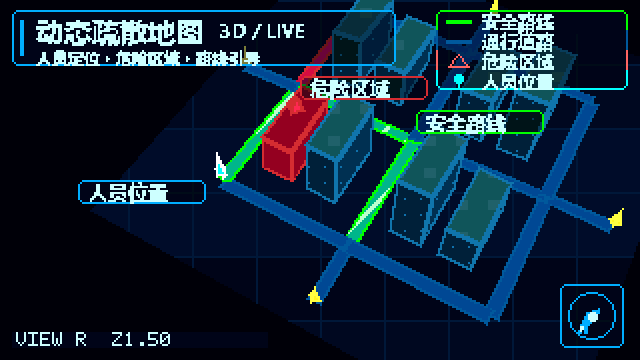 动态疏散地图 3D/LIVE
人员定位·危险区域·路线引导
安全路线
通行道路
危险区域
人员位置
危险区域
安全路线
人员位置
VIEW R Z1.50